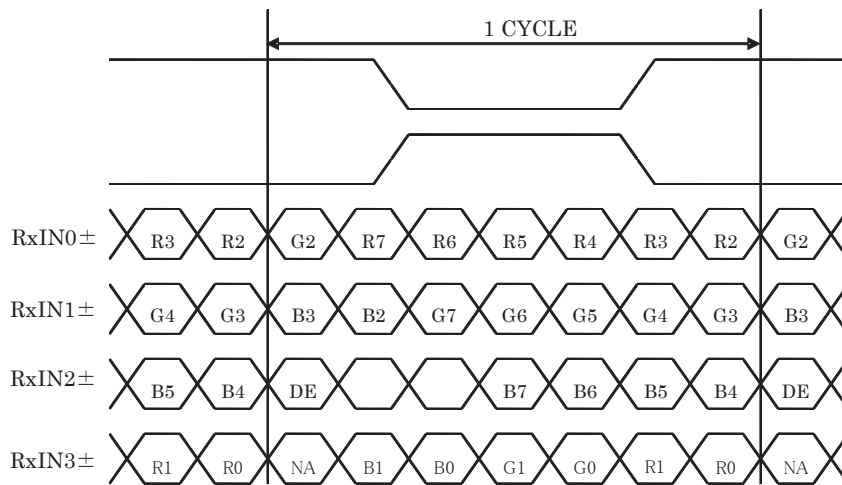 1 CYCLE
RxIN0± R3 R2 G2 R7 R6 R5 R4 R3 R2 G2
RxIN1± G4 G3 B3 B2 G7 G6 G5 G4 G3 B3
RxIN2± B5 B4 DE B7 B6 B5 B4 DE
RxIN3± R1 R0 NA B1 B0 G1 G0 R1 R0 NA